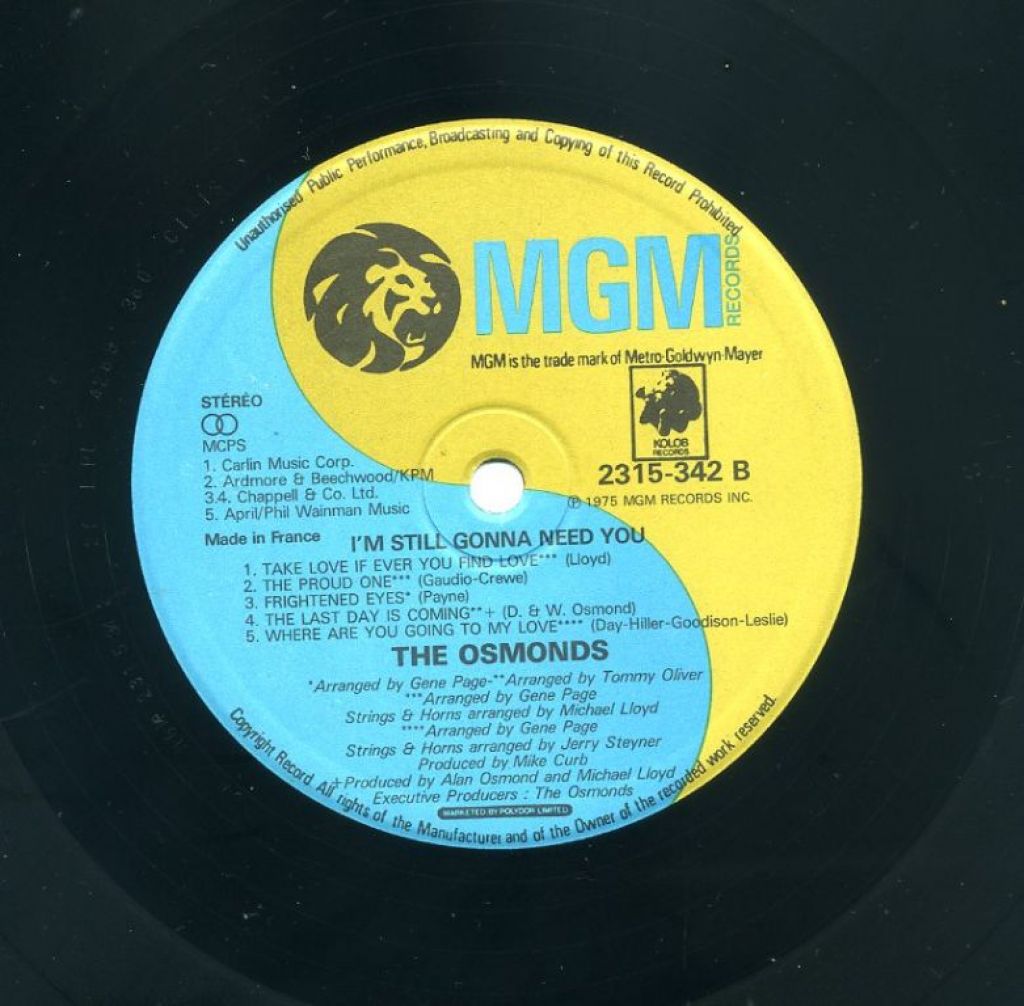 Unauthorised Public Performance, Broadcasting and Copying of this Record Prohibited.
MGM
RECORDS
MGM is the trade mark of Metro-Goldwyn-Mayer
KOLOB
RECORDS
STÉRÉO
MCPS
1. Carlin Music Corp.
2. Ardmore & Beechwood/KPM
3.4. Chappell & Co. Ltd.
5. April/Phil Wainman Music
Made in France
2315-342 B
℗ 1975 MGM RECORDS INC.
I'M STILL GONNA NEED YOU
1. TAKE LOVE IF EVER YOU FIND LOVE*** (Lloyd)
2. THE PROUD ONE*** (Gaudio-Crewe)
3. FRIGHTENED EYES* (Payne)
4. THE LAST DAY IS COMING**+ (D. & W. Osmond)
5. WHERE ARE YOU GOING TO MY LOVE**** (Day-Hiller-Goodison-Leslie)
THE OSMONDS
*Arranged by Gene Page-**Arranged by Tommy Oliver
***Arranged by Gene Page
Strings & Horns arranged by Michael Lloyd
****Arranged by Gene Page
Strings & Horns arranged by Jerry Steyner
Produced by Mike Curb
+Produced by Alan Osmond and Michael Lloyd
Executive Producers : The Osmonds
MARKETED BY POLYDOR LIMITED
Copyright Record. All rights of the Manufacturer and of the Owner of the recorded work reserved.